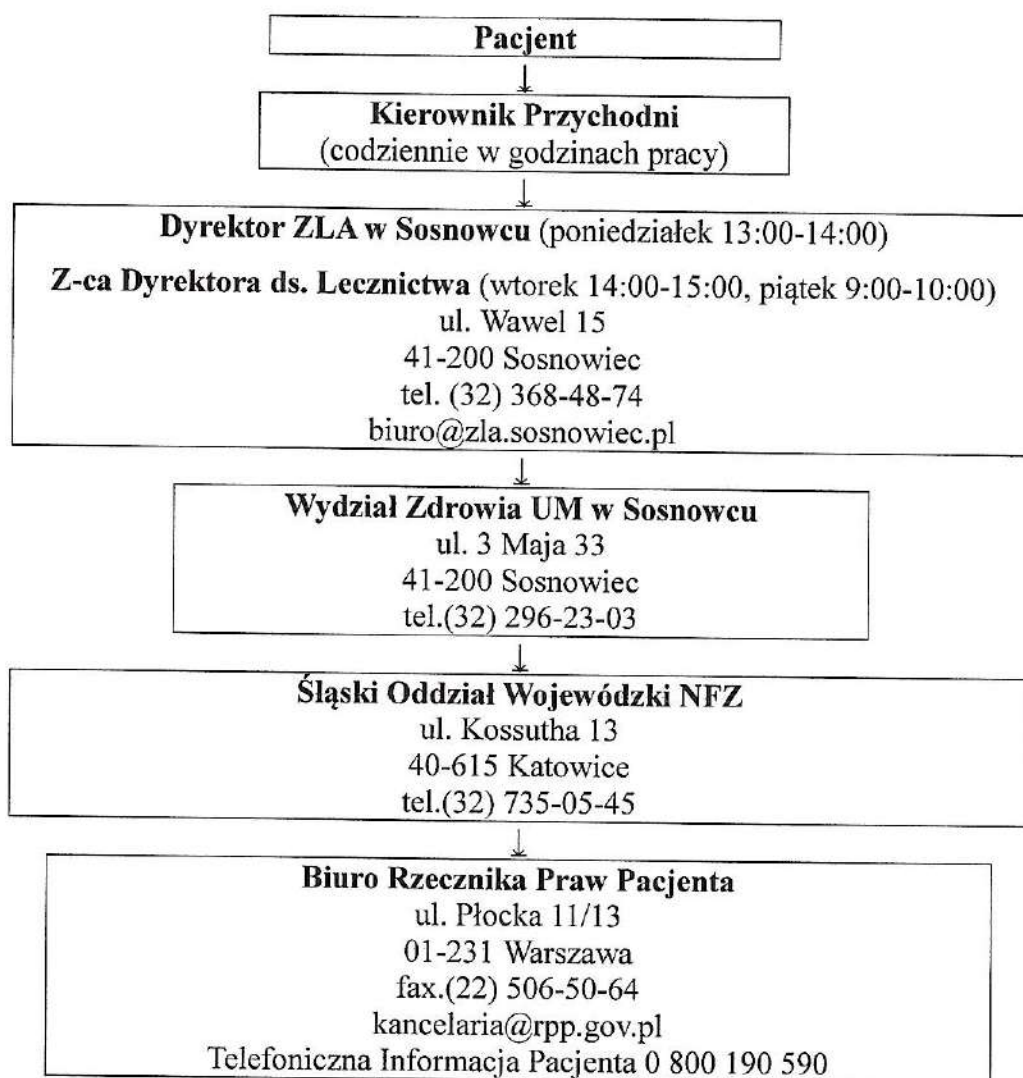 Pacjent
Kierownik Przychodni
(codziennie w godzinach pracy)
Dyrektor ZLA w Sosnowcu (poniedziałek 13:00-14:00)
Z-ca Dyrektora ds. Lecznictwa (wtorek 14:00-15:00, piątek 9:00-10:00)
ul. Wawel 15
41-200 Sosnowiec
tel. (32) 368-48-74
biuro@zla.sosnowiec.pl
Wydział Zdrowia UM w Sosnowcu
ul. 3 Maja 33
41-200 Sosnowiec
tel.(32) 296-23-03
Śląski Oddział Wojewódzki NFZ
ul. Kossutha 13
40-615 Katowice
tel.(32) 735-05-45
Biuro Rzecznika Praw Pacjenta
ul. Płocka 11/13
01-231 Warszawa
fax.(22) 506-50-64
kancelaria@rpp.gov.pl
Telefoniczna Informacja Pacjenta 0 800 190 590